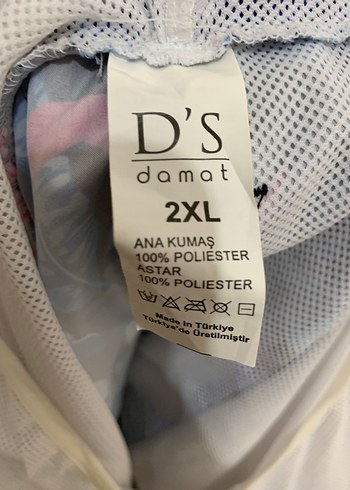 D'S
damat
2XL
ANA KUMAŞ
100% POLIESTER
ASTAR
100% POLIESTER
Made in Türkiye
Türkiye'de Üretilmiştir